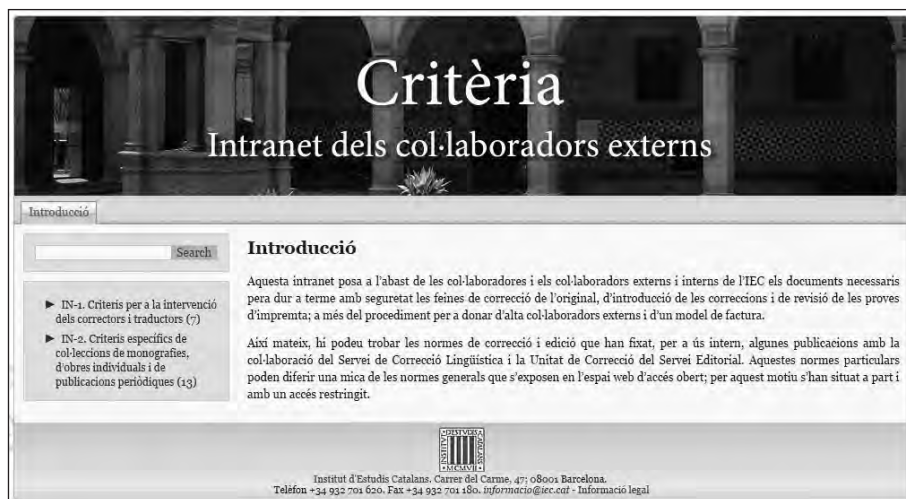 Critèria
Intranet dels col·laboradors externs
Introducció
Search
► IN-1. Criteris per a la intervenció
dels correctors i traductors (7)
► IN-2. Criteris específics de
col·leccions de monografies,
d'obres individuals i de
publicacions periòdiques (13)
Introducció
Aquesta intranet posa a l'abast de les col·laboradores i els col·laboradors externs i interns de l'IEC els documents necessaris
pera dur a terme amb seguretat les feines de correcció de l'original, d'introducció de les correccions i de revisió de les proves
d'impremta; a més del procediment per a donar d'alta col·laboradors externs i d'un model de factura.
Així mateix, hi podeu trobar les normes de correcció i edició que han fixat, per a ús intern, algunes publicacions amb la
col·laboració del Servei de Correcció Lingüística i la Unitat de Correcció del Servei Editorial. Aquestes normes particulars
poden diferir una mica de les normes generals que s'exposen en l'espai web d'accés obert; per aquest motiu s'han situat a part i
amb un accés restringit.
Institut d'Estudis Catalans. Carrer del Carme, 47; 08001 Barcelona.
Telèfon +34 932 701 620. Fax +34 932 701 180. informacio@iec.cat - Informació legal